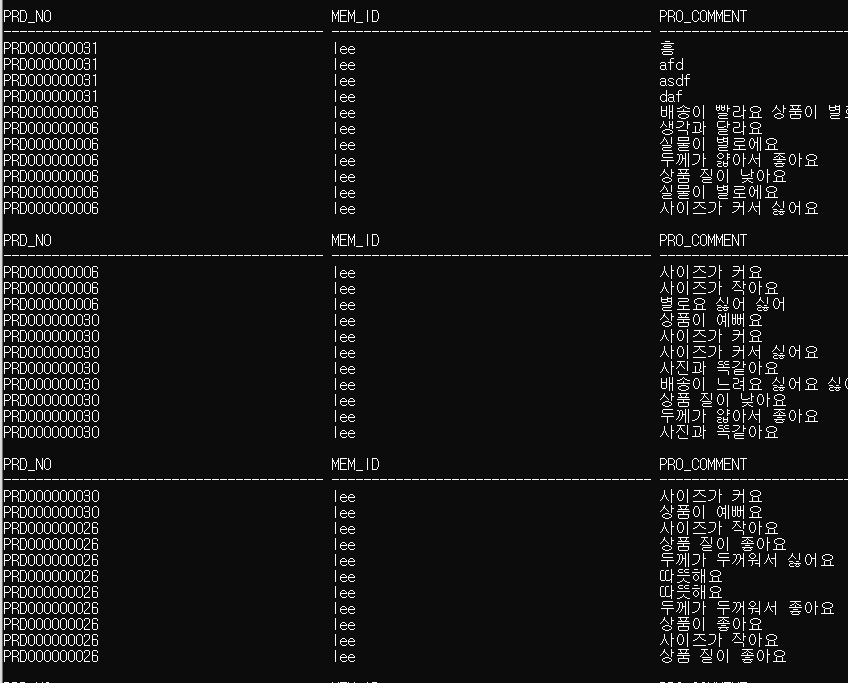 PRD_NO MEM_ID PRO_COMMENT
PRD000000031 lee 흥
PRD000000031 lee afd
PRD000000031 lee asdf
PRD000000031 lee daf
PRD000000006 lee 배송이 빨라요 상품이
PRD000000006 lee 생각과 달라요
PRD000000006 lee 실물이 별로에요
PRD000000006 lee 두께가 얇아서 좋아요
PRD000000006 lee 상품 질이 낮아요
PRD000000006 lee 실물이 별로에요
PRD000000006 lee 사이즈가 커서 싫어요
PRD_NO MEM_ID PRO_COMMENT
PRD000000006 lee 사이즈가 커요
PRD000000006 lee 사이즈가 작아요
PRD000000006 lee 별로요 싫어 싫어
PRD000000030 lee 상품이 예뻐요
PRD000000030 lee 사이즈가 커요
PRD000000030 lee 사이즈가 커서 싫어요
PRD000000030 lee 사진과 똑같아요
PRD000000030 lee 배송이 느려요 싫어요
PRD000000030 lee 상품 질이 낮아요
PRD000000030 lee 두께가 얇아서 좋아요
PRD000000030 lee 사진과 똑같아요
PRD_NO MEM_ID PRO_COMMENT
PRD000000030 lee 사이즈가 커요
PRD000000030 lee 상품이 예뻐요
PRD000000026 lee 사이즈가 작아요
PRD000000026 lee 상품 질이 좋아요
PRD000000026 lee 두께가 두꺼워서 싫어요
PRD000000026 lee 따뜻해요
PRD000000026 lee 따뜻해요
PRD000000026 lee 두께가 두꺼워서 좋아요
PRD000000026 lee 상품이 좋아요
PRD000000026 lee 사이즈가 작아요
PRD000000026 lee 상품 질이 좋아요